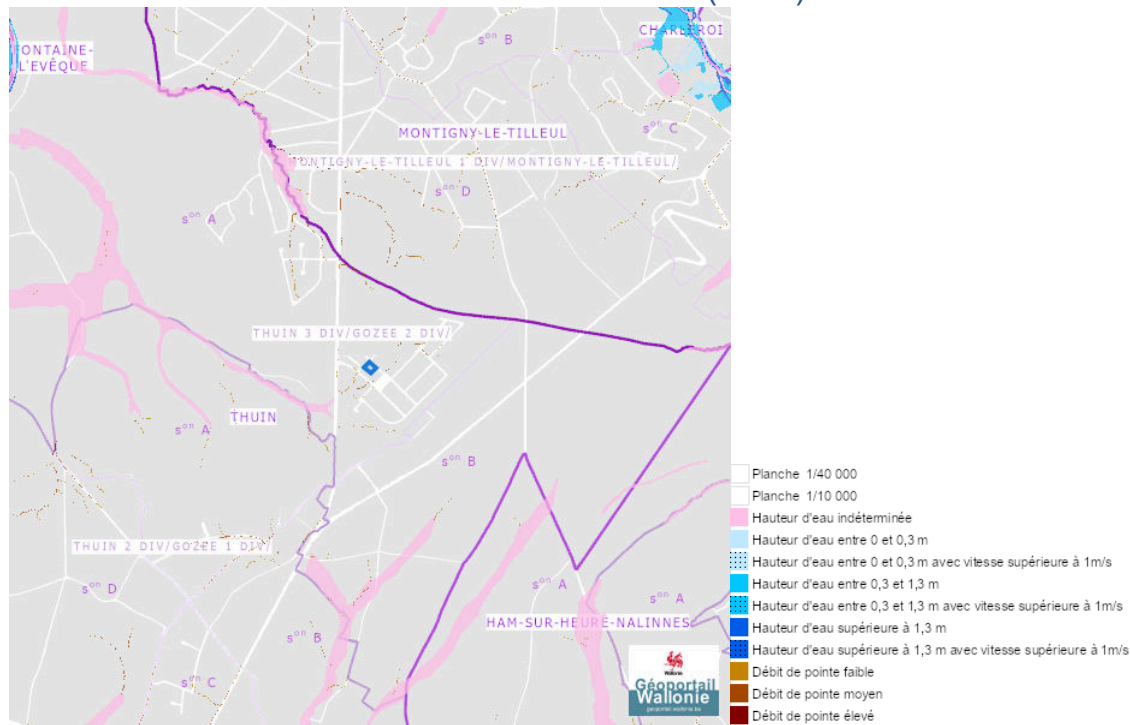 CHARLEROI
sᵒⁿ B
FONTAINE-
L'EVÊQUE
sᵒⁿ C
MONTIGNY-LE-TILLEUL
MONTIGNY-LE-TILLEUL 1 DIV/MONTIGNY-LE-TILLEUL/
sᵒⁿ D
sᵒⁿ A
THUIN 3 DIV/GOZEE 2 DIV/
THUIN
sᵒⁿ A
sᵒⁿ B
THUIN 2 DIV/GOZEE 1 DIV/
sᵒⁿ D
sᵒⁿ A
sᵒⁿ A
HAM-SUR-HEURE-NALINNES
sᵒⁿ B
sᵒⁿ C
Wallonie
Géoportail
Wallonie
geoportail.wallonie.be
Planche 1/40 000
Planche 1/10 000
Hauteur d'eau indéterminée
Hauteur d'eau entre 0 et 0,3 m
Hauteur d'eau entre 0 et 0,3 m avec vitesse supérieure à 1m/s
Hauteur d'eau entre 0,3 et 1,3 m
Hauteur d'eau entre 0,3 et 1,3 m avec vitesse supérieure à 1m/s
Hauteur d'eau supérieure à 1,3 m
Hauteur d'eau supérieure à 1,3 m avec vitesse supérieure à 1m/s
Débit de pointe faible
Débit de pointe moyen
Débit de pointe élevé